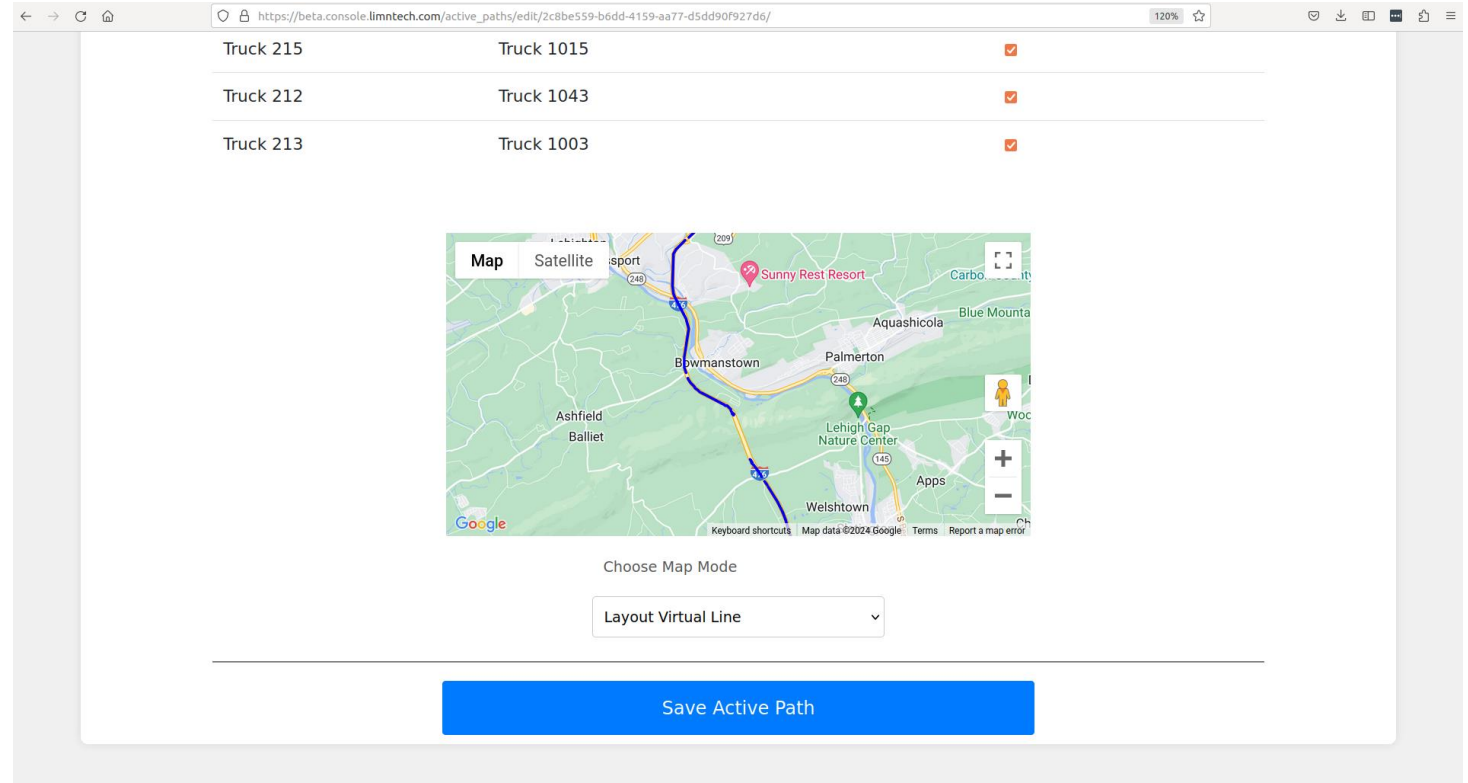 https://beta.console.limntech.com/active_paths/edit/2c8be559-b6dd-4159-aa77-d5dd90f927d6/ 120%
Truck 215 Truck 1015
Truck 212 Truck 1043
Truck 213 Truck 1003
Map Satellite
209
248
Sunny Rest Resort
Aquashicola
Blue Mounta
Bowmanstown
Palmerton
248
Ashfield
Balliet
Lehigh Gap
Nature Center
145
Apps
Welshtown
Google
Keyboard shortcuts Map data ©2024 Google Terms Report a map error
Choose Map Mode
Layout Virtual Line
Save Active Path